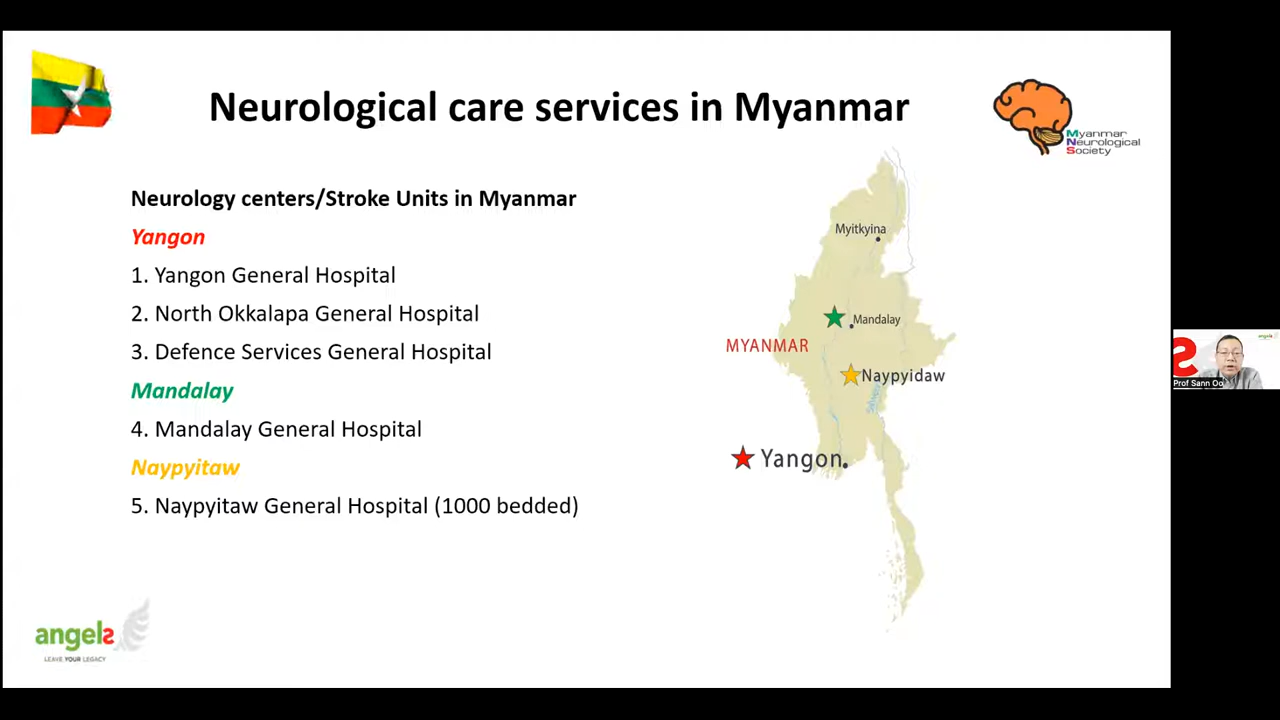 Neurological care services in Myanmar
Myanmar
Neurological
Society
Neurology centers/Stroke Units in Myanmar
Yangon
1. Yangon General Hospital
2. North Okkalapa General Hospital
3. Defence Services General Hospital
Mandalay
4. Mandalay General Hospital
Naypyitaw
5. Naypyitaw General Hospital (1000 bedded)
Myitkyina
Mandalay
MYANMAR
Naypyidaw
Yangon
angels
LEAVE YOUR LEGACY
angels
Prof Sann Oo